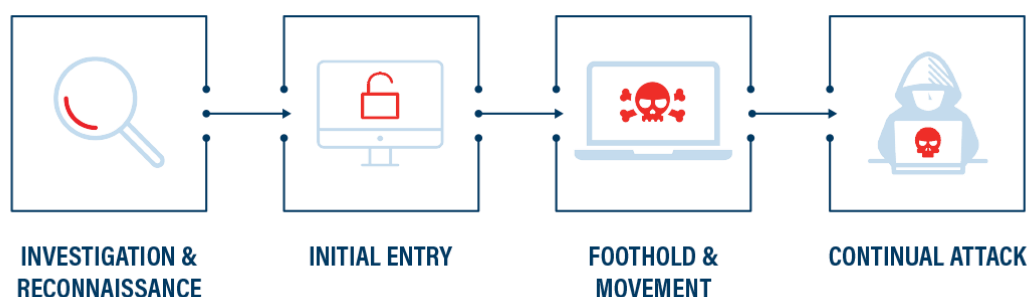 INVESTIGATION &
RECONNAISSANCE
INITIAL ENTRY
FOOTHOLD &
MOVEMENT
CONTINUAL ATTACK